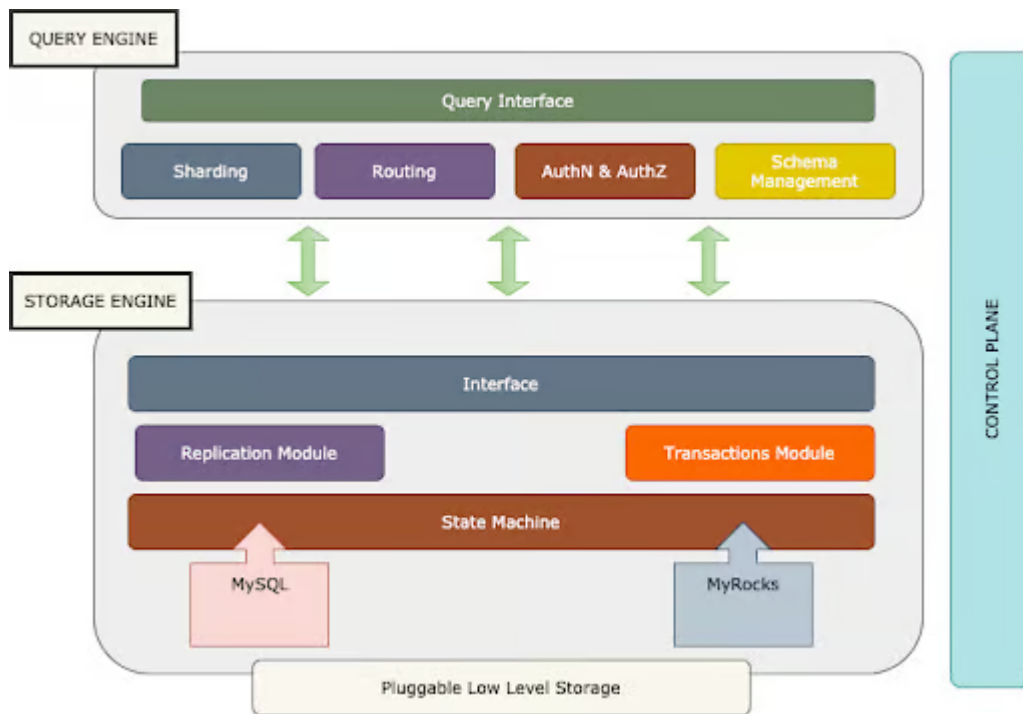 QUERY ENGINE
Query Interface
Sharding
Routing
AuthN & AuthZ
Schema
Management
STORAGE ENGINE
Interface
Replication Module
Transactions Module
State Machine
MySQL
MyRocks
Pluggable Low Level Storage
CONTROL PLANE